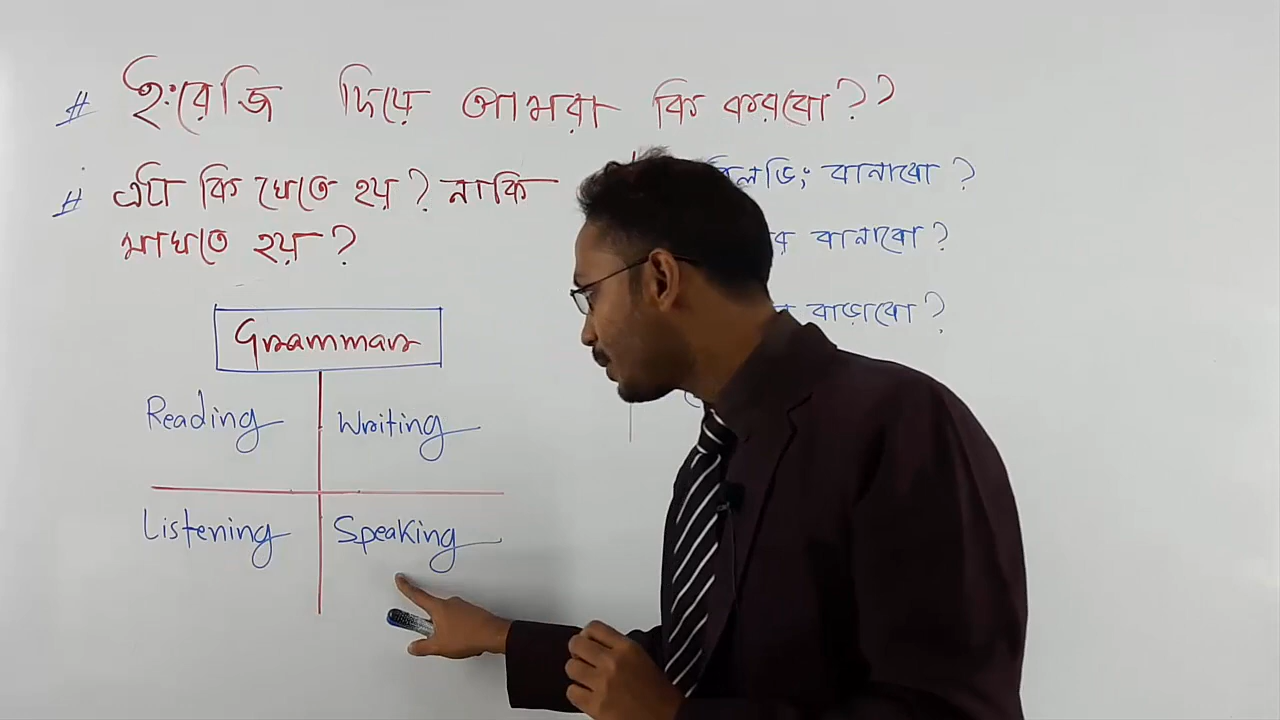 # ইংরেজি দিয়ে আমরা কি করবো??
# এটা কি খেতে হয়? নাকি
মাখতে হয়?
বানাবো?
বানাবো?
বাড়াবো?
Grammar
Reading Writing
Listening Speaking